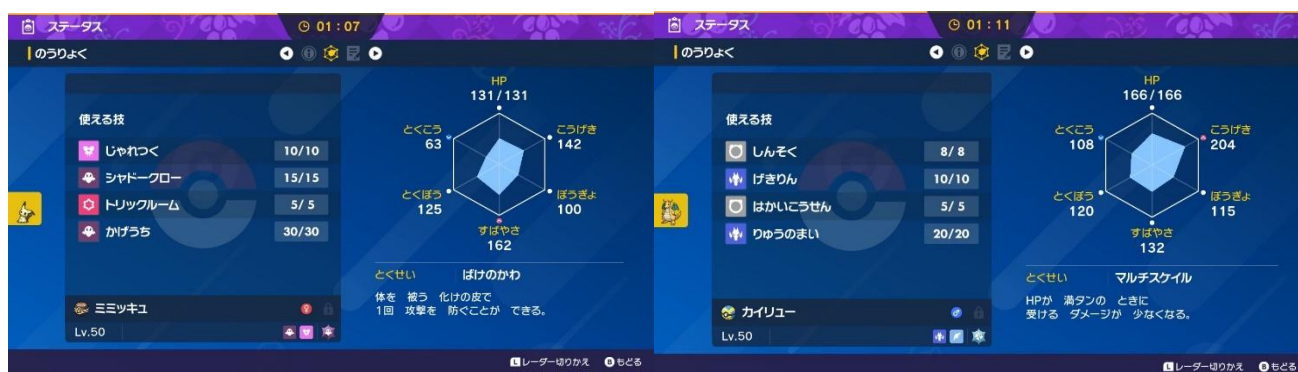 ステータス
01:07
のうりょく
使える技
じゃれつく 10/10
シャドークロー 15/15
トリックルーム 5/5
かげうち 30/30
ミミッキュ
Lv.50
HP
131/131
とくこう
63
こうげき
142
とくぼう
125
ぼうぎょ
100
すばやさ
162
とくせい ばけのかわ
体を 被う 化けの皮で
1回 攻撃を 防ぐことが できる。
L レーダー切りかえ B もどる
ステータス
01:11
のうりょく
使える技
しんそく 8/8
げきりん 10/10
はかいこうせん 5/5
りゅうのまい 20/20
カイリュー
Lv.50
HP
166/166
とくこう
108
こうげき
204
とくぼう
120
ぼうぎょ
115
すばやさ
132
とくせい マルチスケイル
HPが 満タンの ときに
受ける ダメージが 少なくなる。
L レーダー切りかえ B もどる